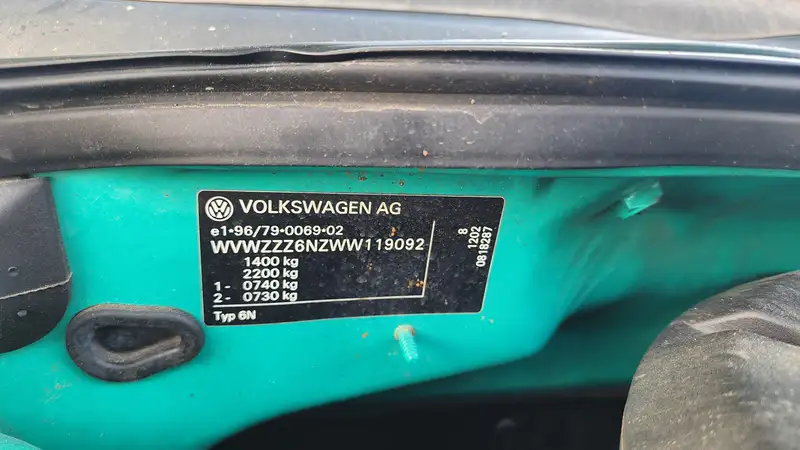 VOLKSWAGEN AG
e1*96/79*0069*02
WVWZZZ6NZWW119092
1400 kg
2200 kg
1 - 0740 kg
2 - 0730 kg
Typ 6N
8
1202
0818287